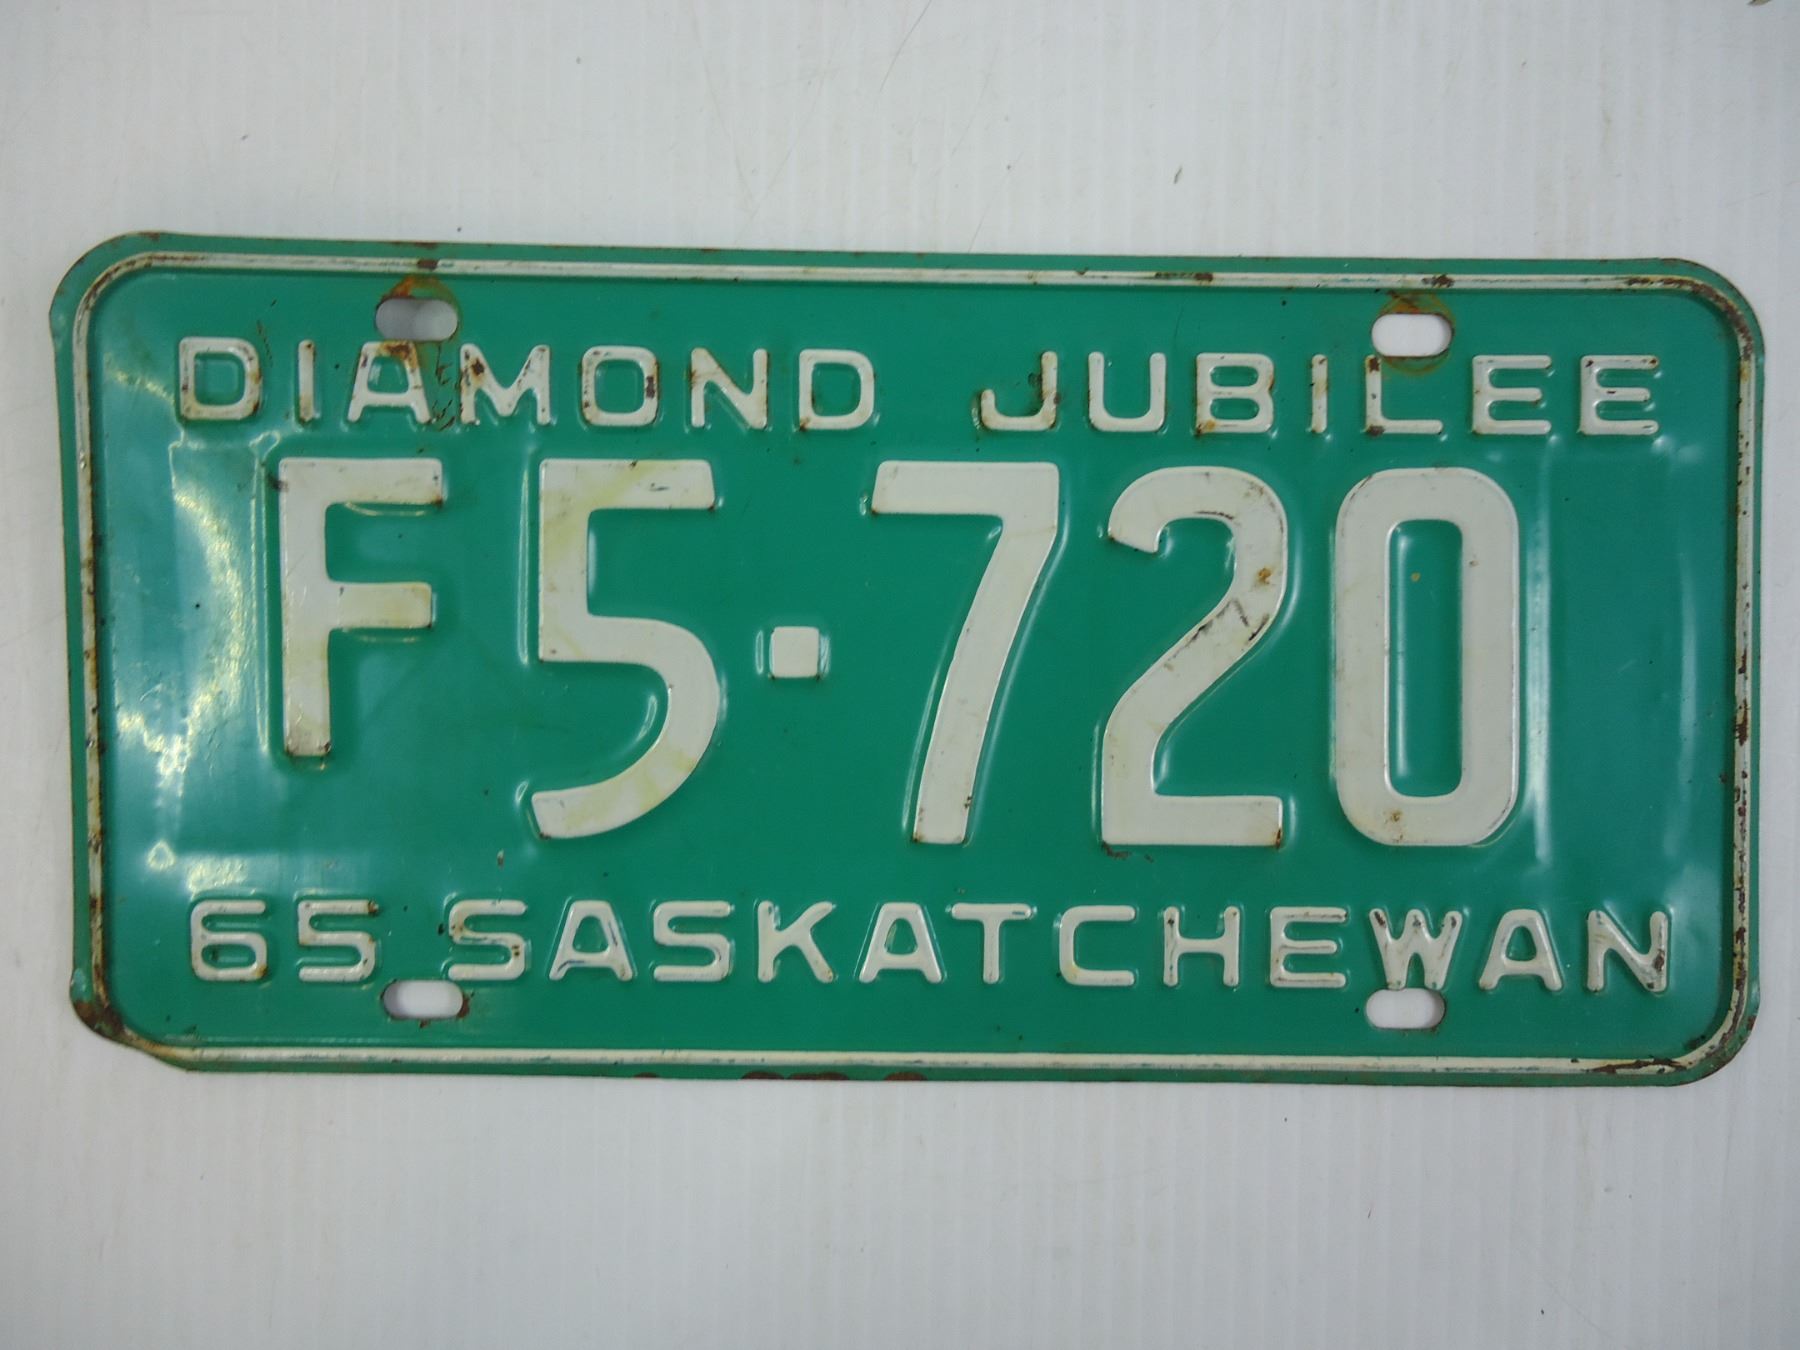 DIAMOND JUBILEE
F5·720
65 SASKATCHEWAN